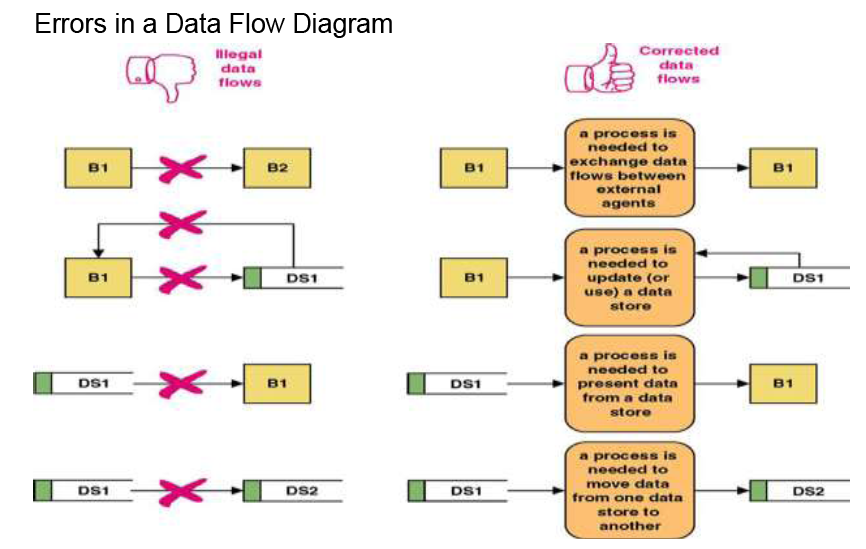 Errors in a Data Flow Diagram
Illegal
data
flows
Corrected
data
flows
B1
B2
B1
a process is
needed to
exchange data
flows between
external
agents
B1
B1
DS1
B1
a process is
needed to
update (or
use) a data
store
DS1
DS1
B1
DS1
a process is
needed to
present data
from a data
store
B1
DS1
DS2
DS1
a process is
needed to
move data
from one data
store to
another
DS2